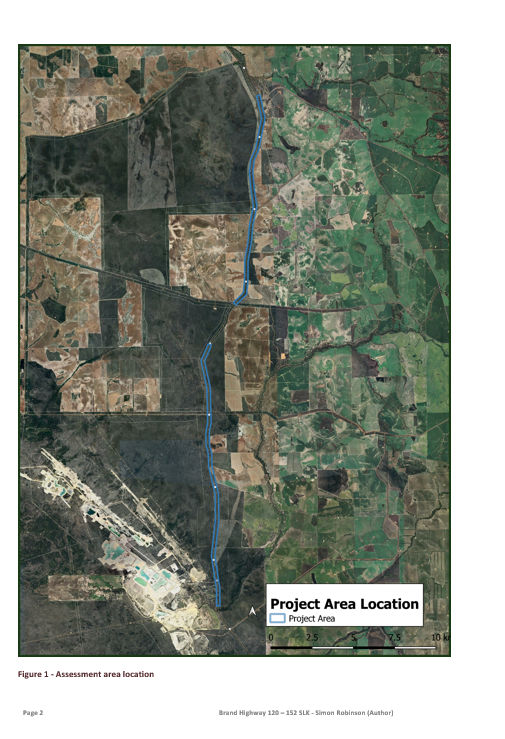 Project Area Location
Project Area
0 2.5 5 7.5 10 km
Figure 1 - Assessment area location
Page 2 Brand Highway 120 – 152 SLK - Simon Robinson (Author)